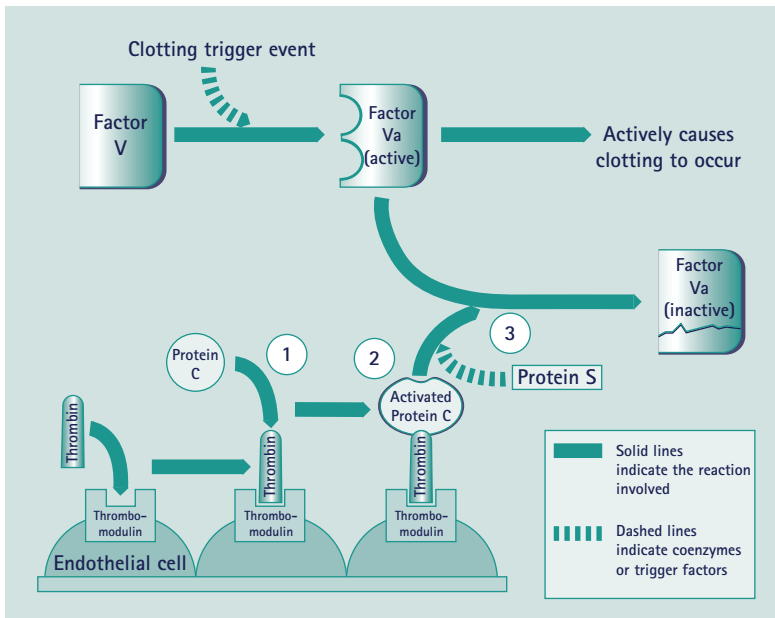 Clotting trigger event
Factor
V
Factor
Va
(active)
Actively causes
clotting to occur
Factor
Va
(inactive)
Protein
C
1
2
3
Protein S
Activated
Protein C
Thrombin
Thrombin
Thrombin
Thrombo-
modulin
Thrombo-
modulin
Thrombo-
modulin
Endothelial cell
Solid lines
indicate the reaction
involved
Dashed lines
indicate coenzymes
or trigger factors